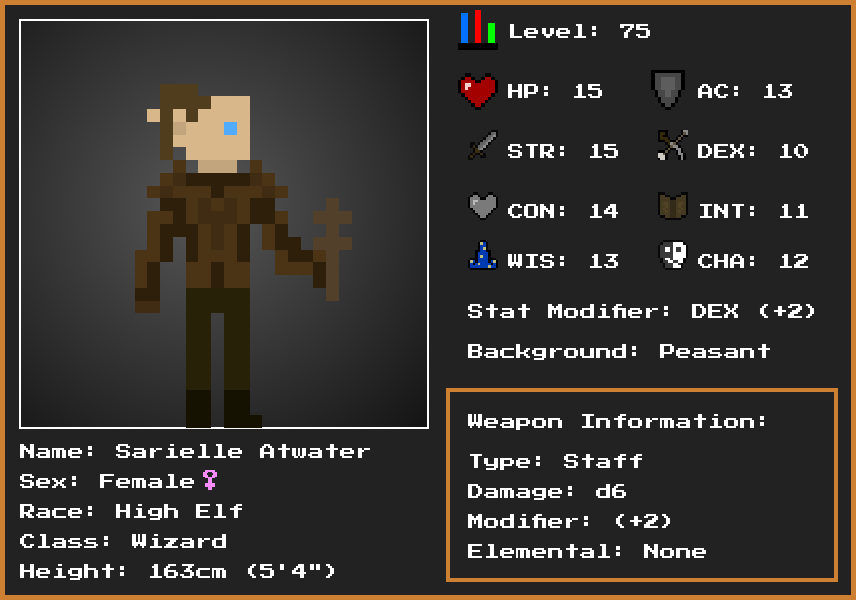 Level: 75
HP: 15 AC: 13
STR: 15 DEX: 10
CON: 14 INT: 11
WIS: 13 CHA: 12
Stat Modifier: DEX (+2)
Background: Peasant
Weapon Information:
Type: Staff
Damage: d6
Modifier: (+2)
Elemental: None
Name: Sarielle Atwater
Sex: Female♀
Race: High Elf
Class: Wizard
Height: 163cm (5'4")